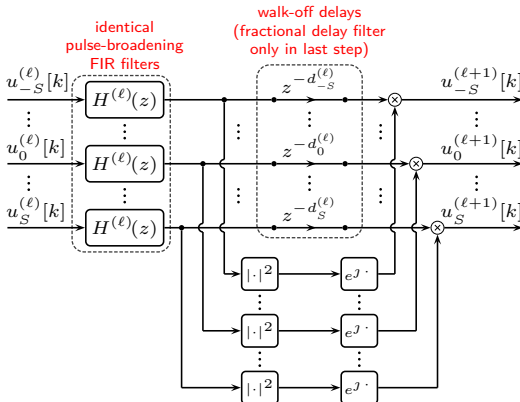 identical
pulse-broadening
FIR filters
walk-off delays
(fractional delay filter
only in last step)
u_{-S}^{(ℓ)}[k] H^{(ℓ)}(z) z^{-d_{-S}^{(ℓ)}} ⊗ u_{-S}^{(ℓ+1)}[k]
⋮ ⋮ ⋮ ⋮ ⋮ ⋮
u_0^{(ℓ)}[k] H^{(ℓ)}(z) z^{-d_0^{(ℓ)}} ⊗ u_0^{(ℓ+1)}[k]
⋮ ⋮ ⋮ ⋮ ⋮ ⋮
u_S^{(ℓ)}[k] H^{(ℓ)}(z) z^{-d_S^{(ℓ)}} ⊗ u_S^{(ℓ+1)}[k]
|·|^2 e^{ȷ·}
⋮ ⋮
|·|^2 e^{ȷ·}
⋮ ⋮
|·|^2 e^{ȷ·}